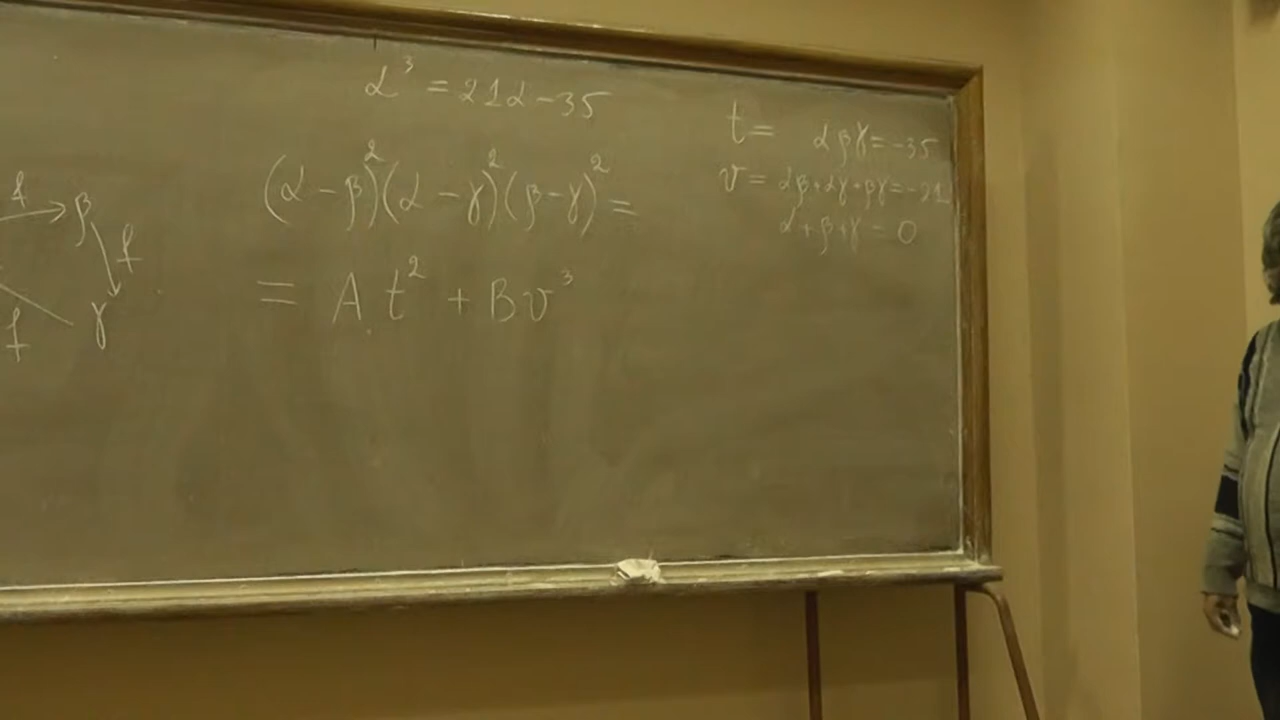 α³ = 21α - 35
(α - β)²(α - γ)²(β - γ)² =
= A t² + B v³
t = αβγ = -35
v = αβ + αγ + βγ = -21
α + β + γ = 0
f β
f
f γ